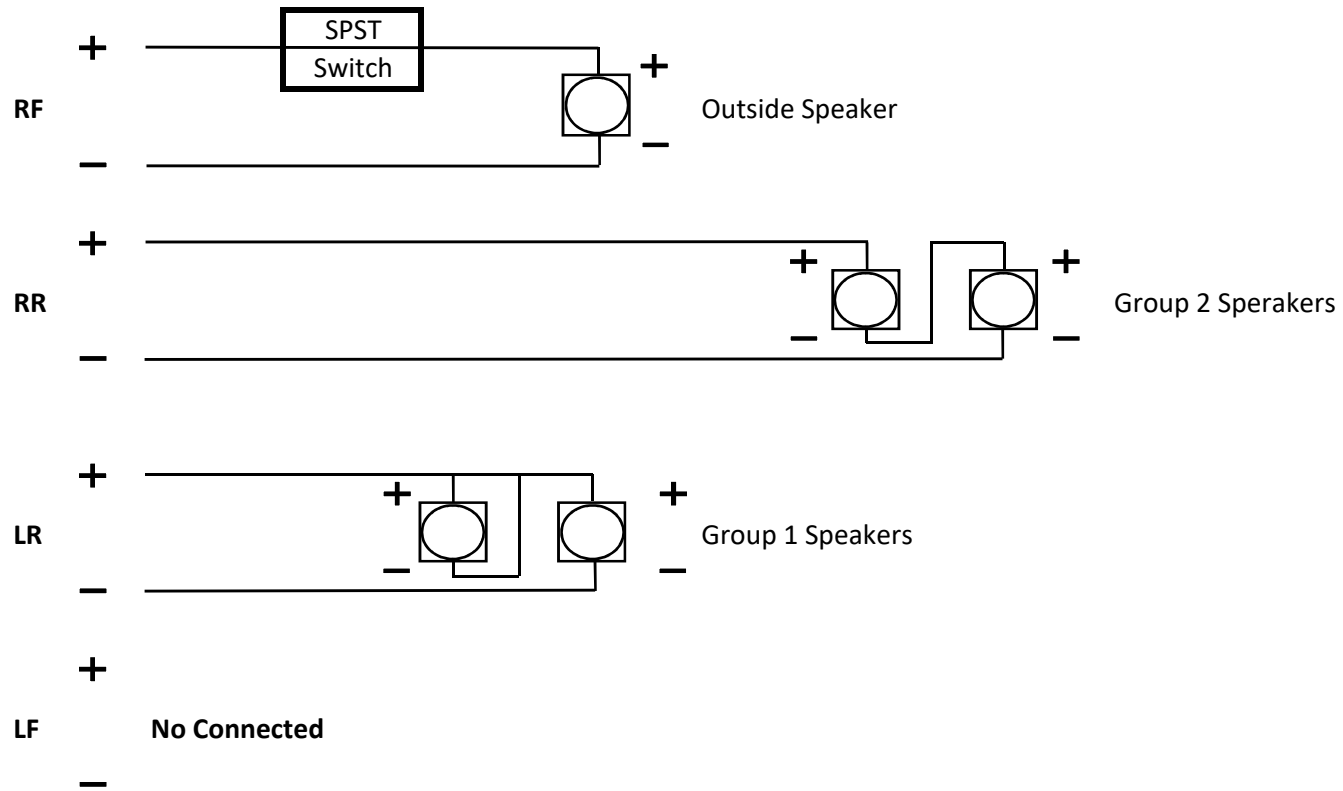 SPST
Switch
+
+
RF
Outside Speaker
−
−
+
+
+
RR
Group 2 Sperakers
−
−
−
+
+
+
LR
Group 1 Speakers
−
−
−
+
LF
No Connected
−